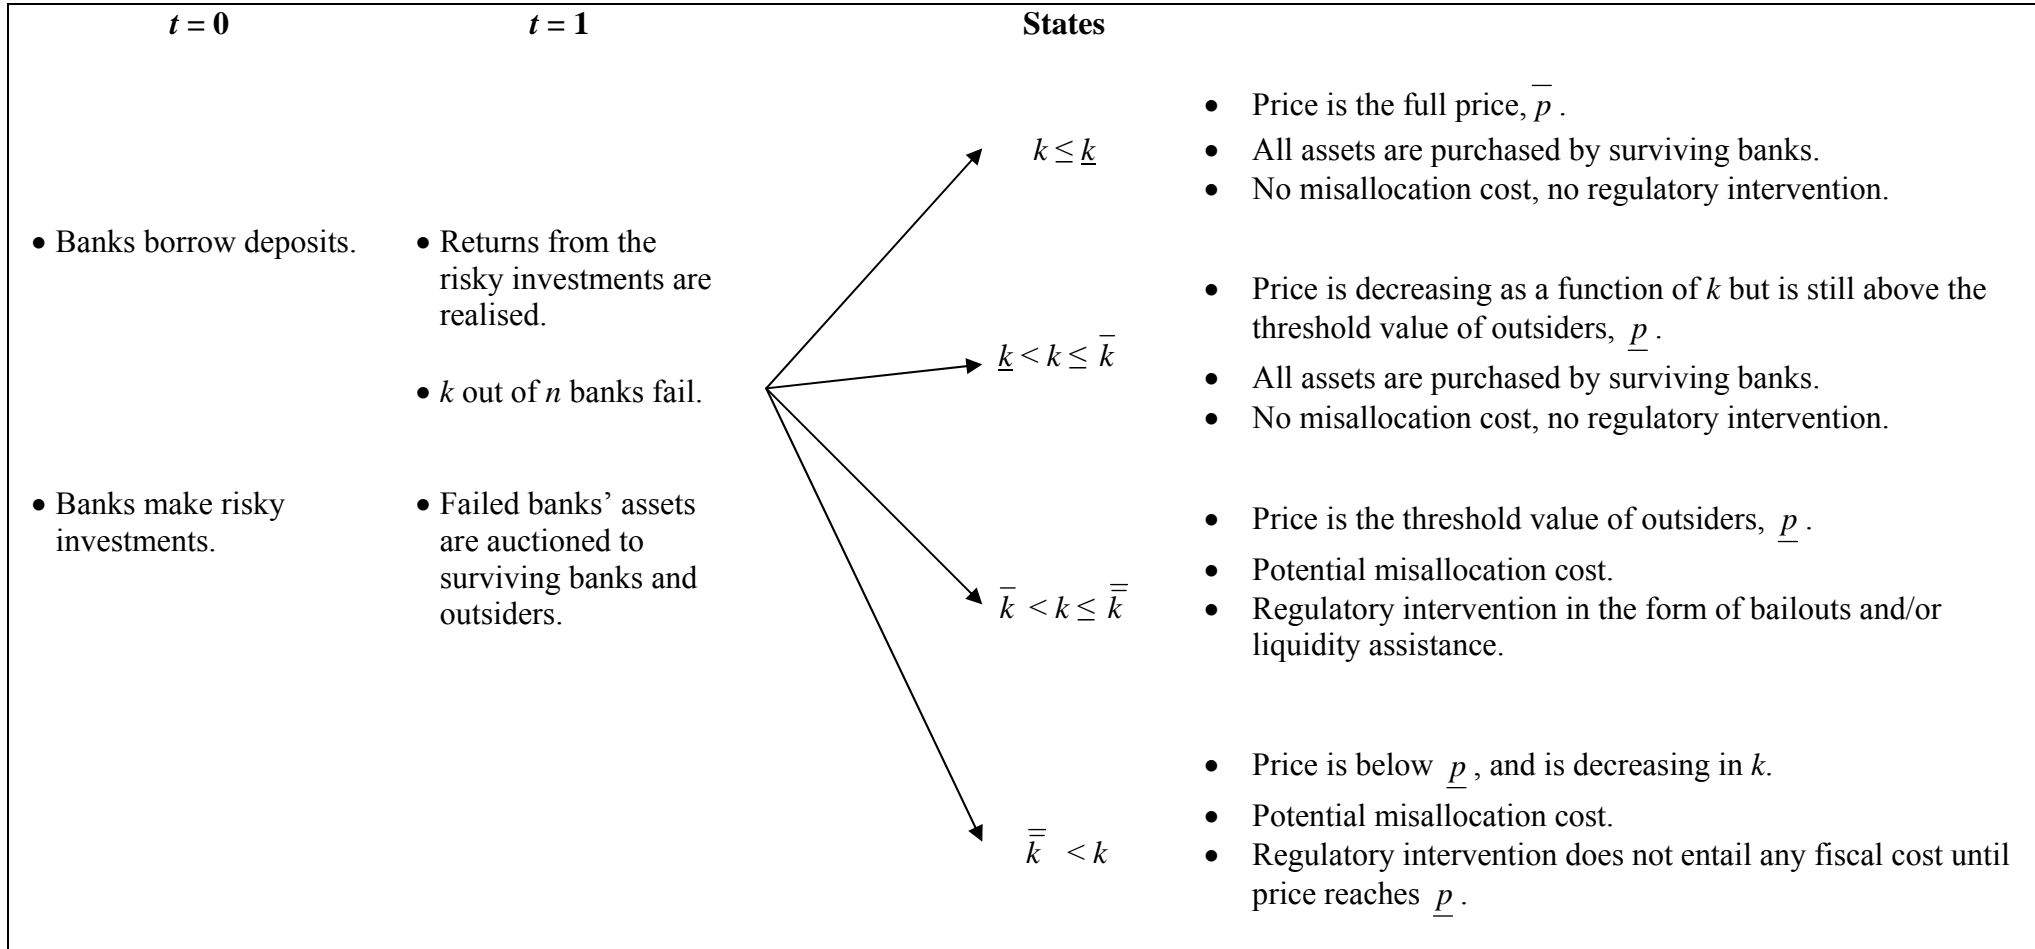 t = 0
t = 1
States
• Banks borrow deposits.
• Banks make risky
investments.
• Returns from the
risky investments are
realised.
• k out of n banks fail.
• Failed banks’ assets
are auctioned to
surviving banks and
outsiders.
k ≤ k̲
• Price is the full price, p̅ .
• All assets are purchased by surviving banks.
• No misallocation cost, no regulatory intervention.
k̲ < k ≤ k̅
• Price is decreasing as a function of k but is still above the
threshold value of outsiders, p̲ .
• All assets are purchased by surviving banks.
• No misallocation cost, no regulatory intervention.
k̅ < k ≤ k̿
• Price is the threshold value of outsiders, p̲ .
• Potential misallocation cost.
• Regulatory intervention in the form of bailouts and/or
liquidity assistance.
k̿ < k
• Price is below p̲ , and is decreasing in k.
• Potential misallocation cost.
• Regulatory intervention does not entail any fiscal cost until
price reaches p̲ .